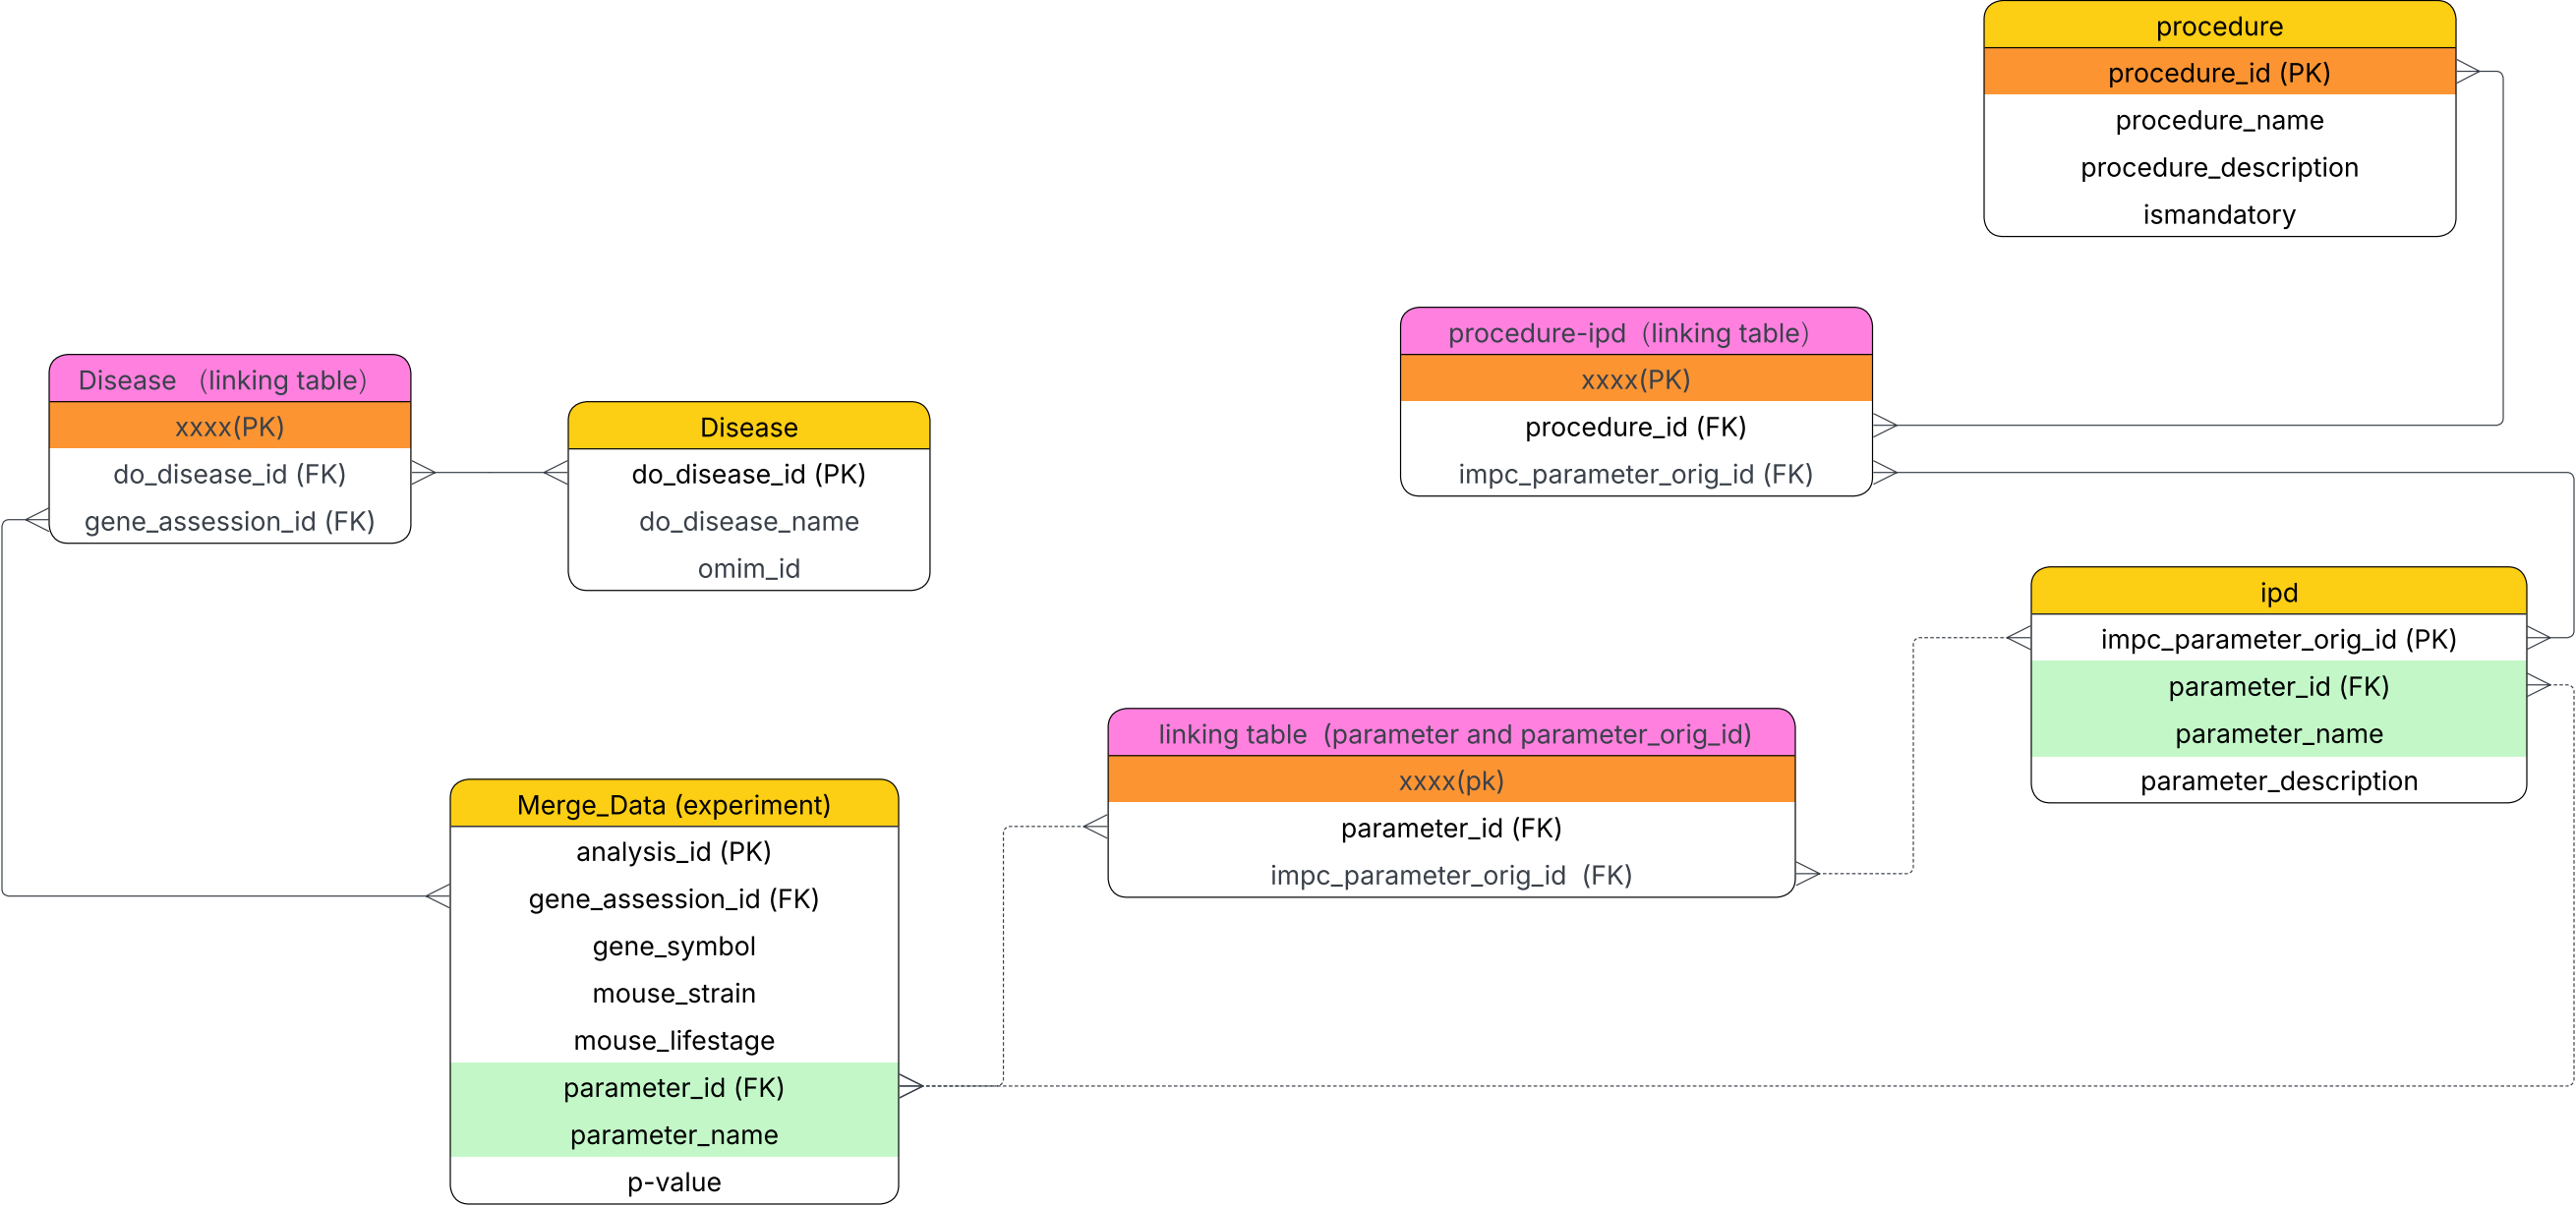 procedure
procedure_id (PK)
procedure_name
procedure_description
ismandatory
procedure-ipd（linking table）
xxxx(PK)
procedure_id (FK)
impc_parameter_orig_id (FK)
Disease （linking table）
xxxx(PK)
do_disease_id (FK)
gene_assession_id (FK)
Disease
do_disease_id (PK)
do_disease_name
omim_id
ipd
impc_parameter_orig_id (PK)
parameter_id (FK)
parameter_name
parameter_description
linking table（parameter and parameter_orig_id)
xxxx(pk)
parameter_id (FK)
impc_parameter_orig_id  (FK)
Merge_Data (experiment)
analysis_id (PK)
gene_assession_id (FK)
gene_symbol
mouse_strain
mouse_lifestage
parameter_id (FK)
parameter_name
p-value